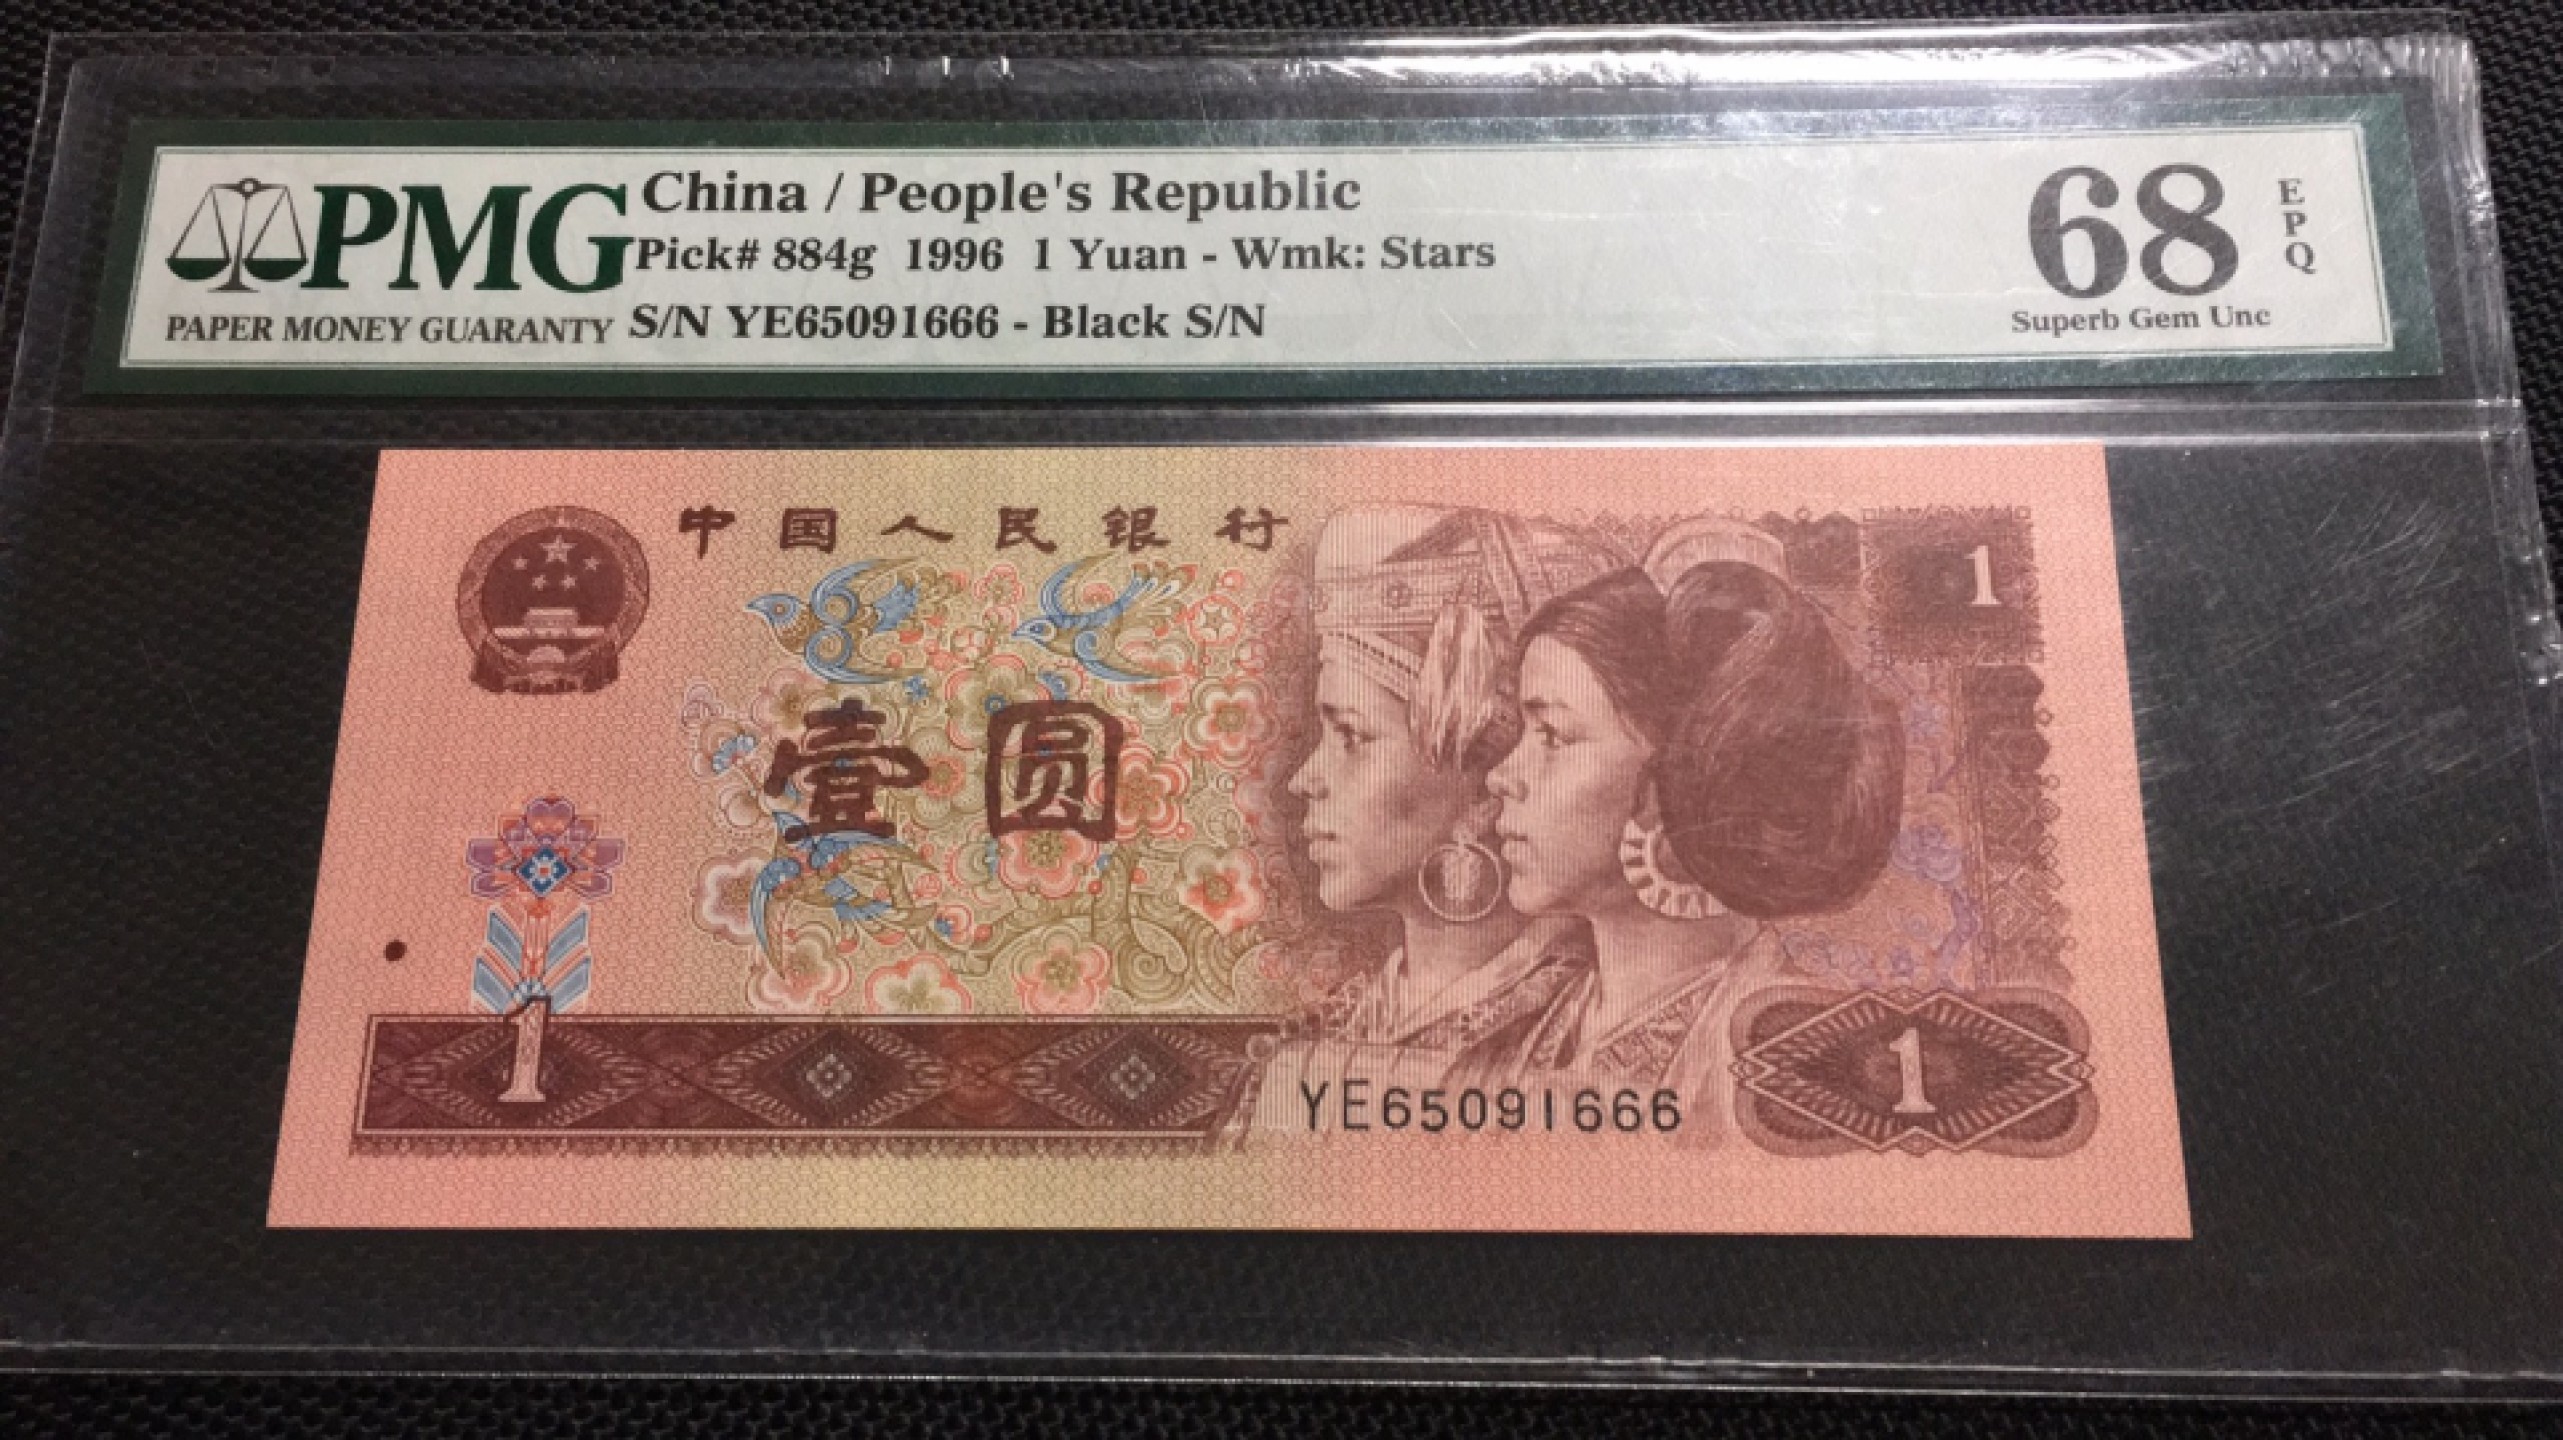 PMG
PAPER MONEY GUARANTY
China / People's Republic
Pick# 884g 1996 1 Yuan - Wmk: Stars
S/N YE65091666 - Black S/N
68
EPQ
Superb Gem Unc
中国人民银行
1
壹圆
1
YE65091666
1